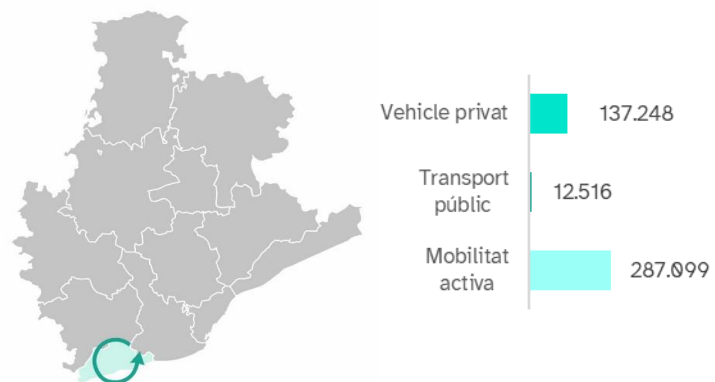 Vehicle privat
137.248
Transport
públic
12.516
Mobilitat
activa
287.099